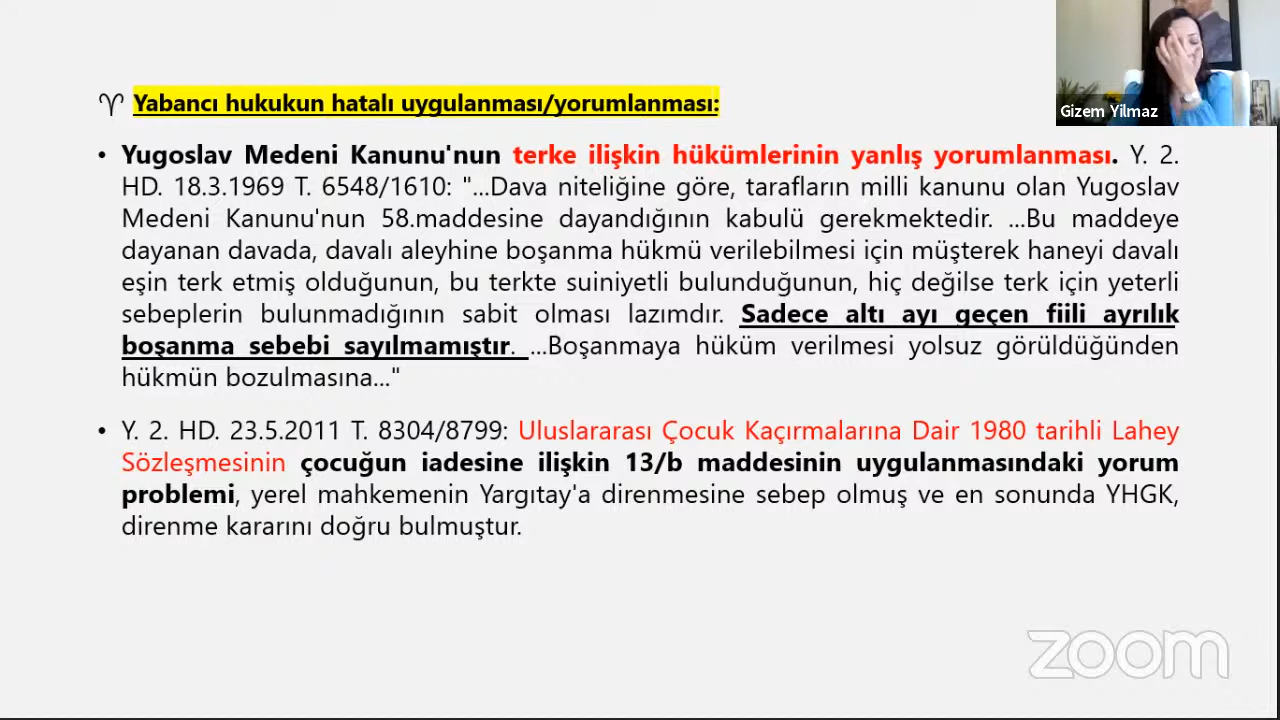 ♈ Yabancı hukukun hatalı uygulanması/yorumlanması:
• Yugoslav Medeni Kanunu'nun terke ilişkin hükümlerinin yanlış yorumlanması. Y. 2.
HD. 18.3.1969 T. 6548/1610: "...Dava niteliğine göre, tarafların milli kanunu olan Yugoslav
Medeni Kanunu'nun 58.maddesine dayandığının kabulü gerekmektedir. ...Bu maddeye
dayanan davada, davalı aleyhine boşanma hükmü verilebilmesi için müşterek haneyi davalı
eşin terk etmiş olduğunun, bu terkte suiniyetli bulunduğunun, hiç değilse terk için yeterli
sebeplerin bulunmadığının sabit olması lazımdır. Sadece altı ayı geçen fiili ayrılık
boşanma sebebi sayılmamıştır. ...Boşanmaya hüküm verilmesi yolsuz görüldüğünden
hükmün bozulmasına..."
• Y. 2. HD. 23.5.2011 T. 8304/8799: Uluslararası Çocuk Kaçırmalarına Dair 1980 tarihli Lahey
Sözleşmesinin çocuğun iadesine ilişkin 13/b maddesinin uygulanmasındaki yorum
problemi, yerel mahkemenin Yargıtay'a direnmesine sebep olmuş ve en sonunda YHGK,
direnme kararını doğru bulmuştur.
Gizem Yilmaz
zoom